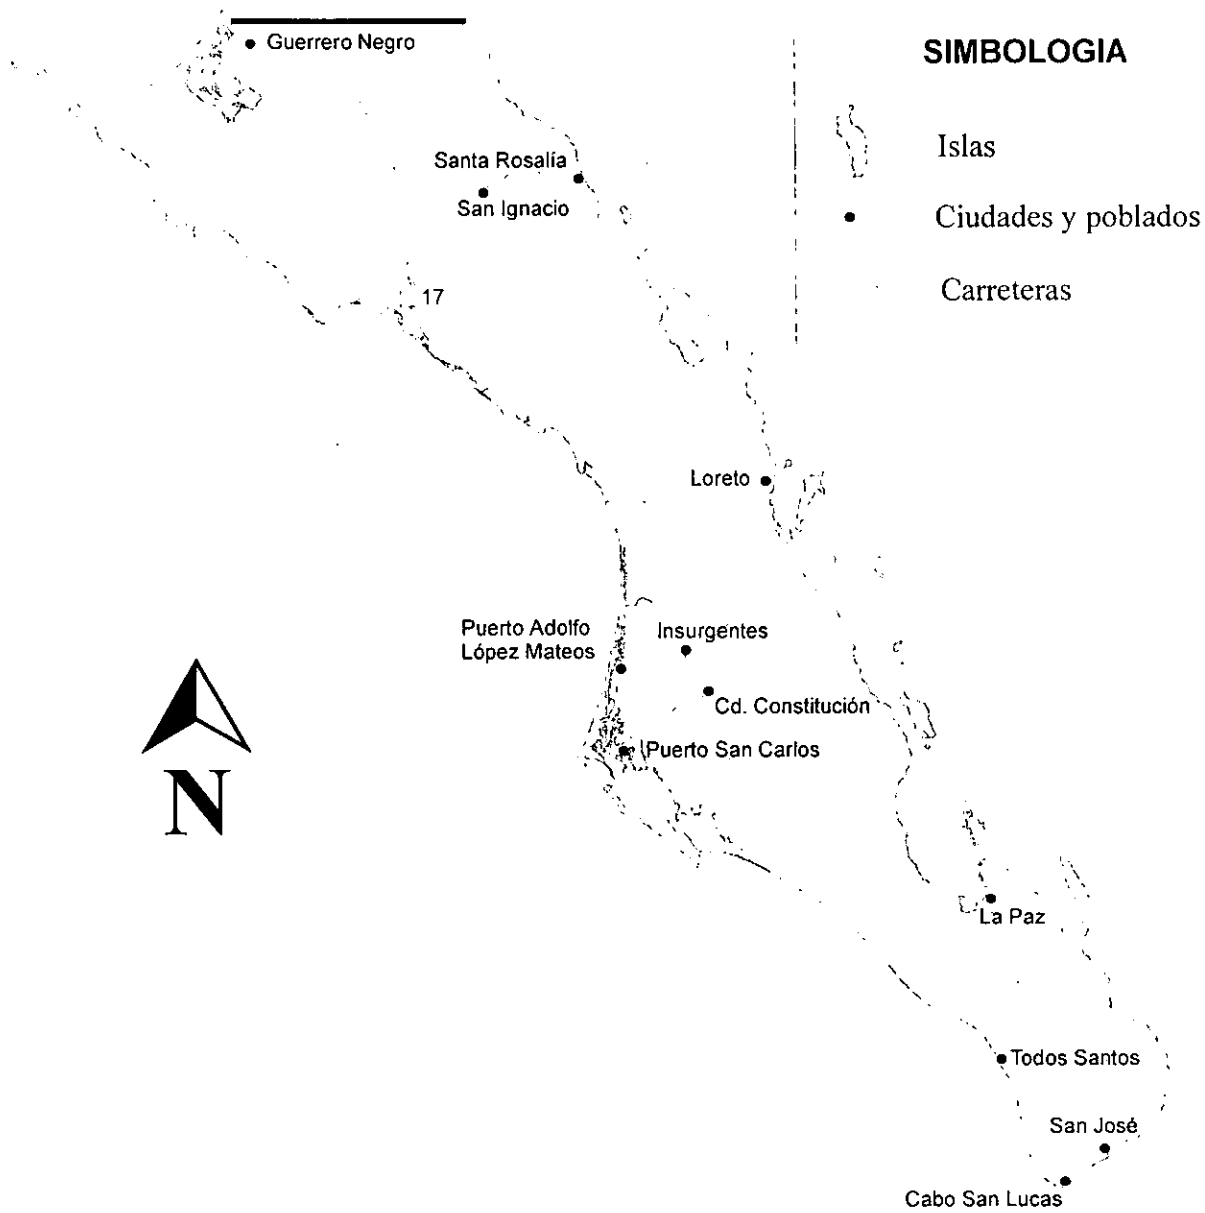 Guerrero Negro
SIMBOLOGIA
Islas
Santa Rosalía
San Ignacio
Ciudades y poblados
Carreteras
17
Loreto
Puerto Adolfo
López Mateos
Insurgentes
Cd. Constitución
Puerto San Carlos
N
La Paz
Todos Santos
San José
Cabo San Lucas